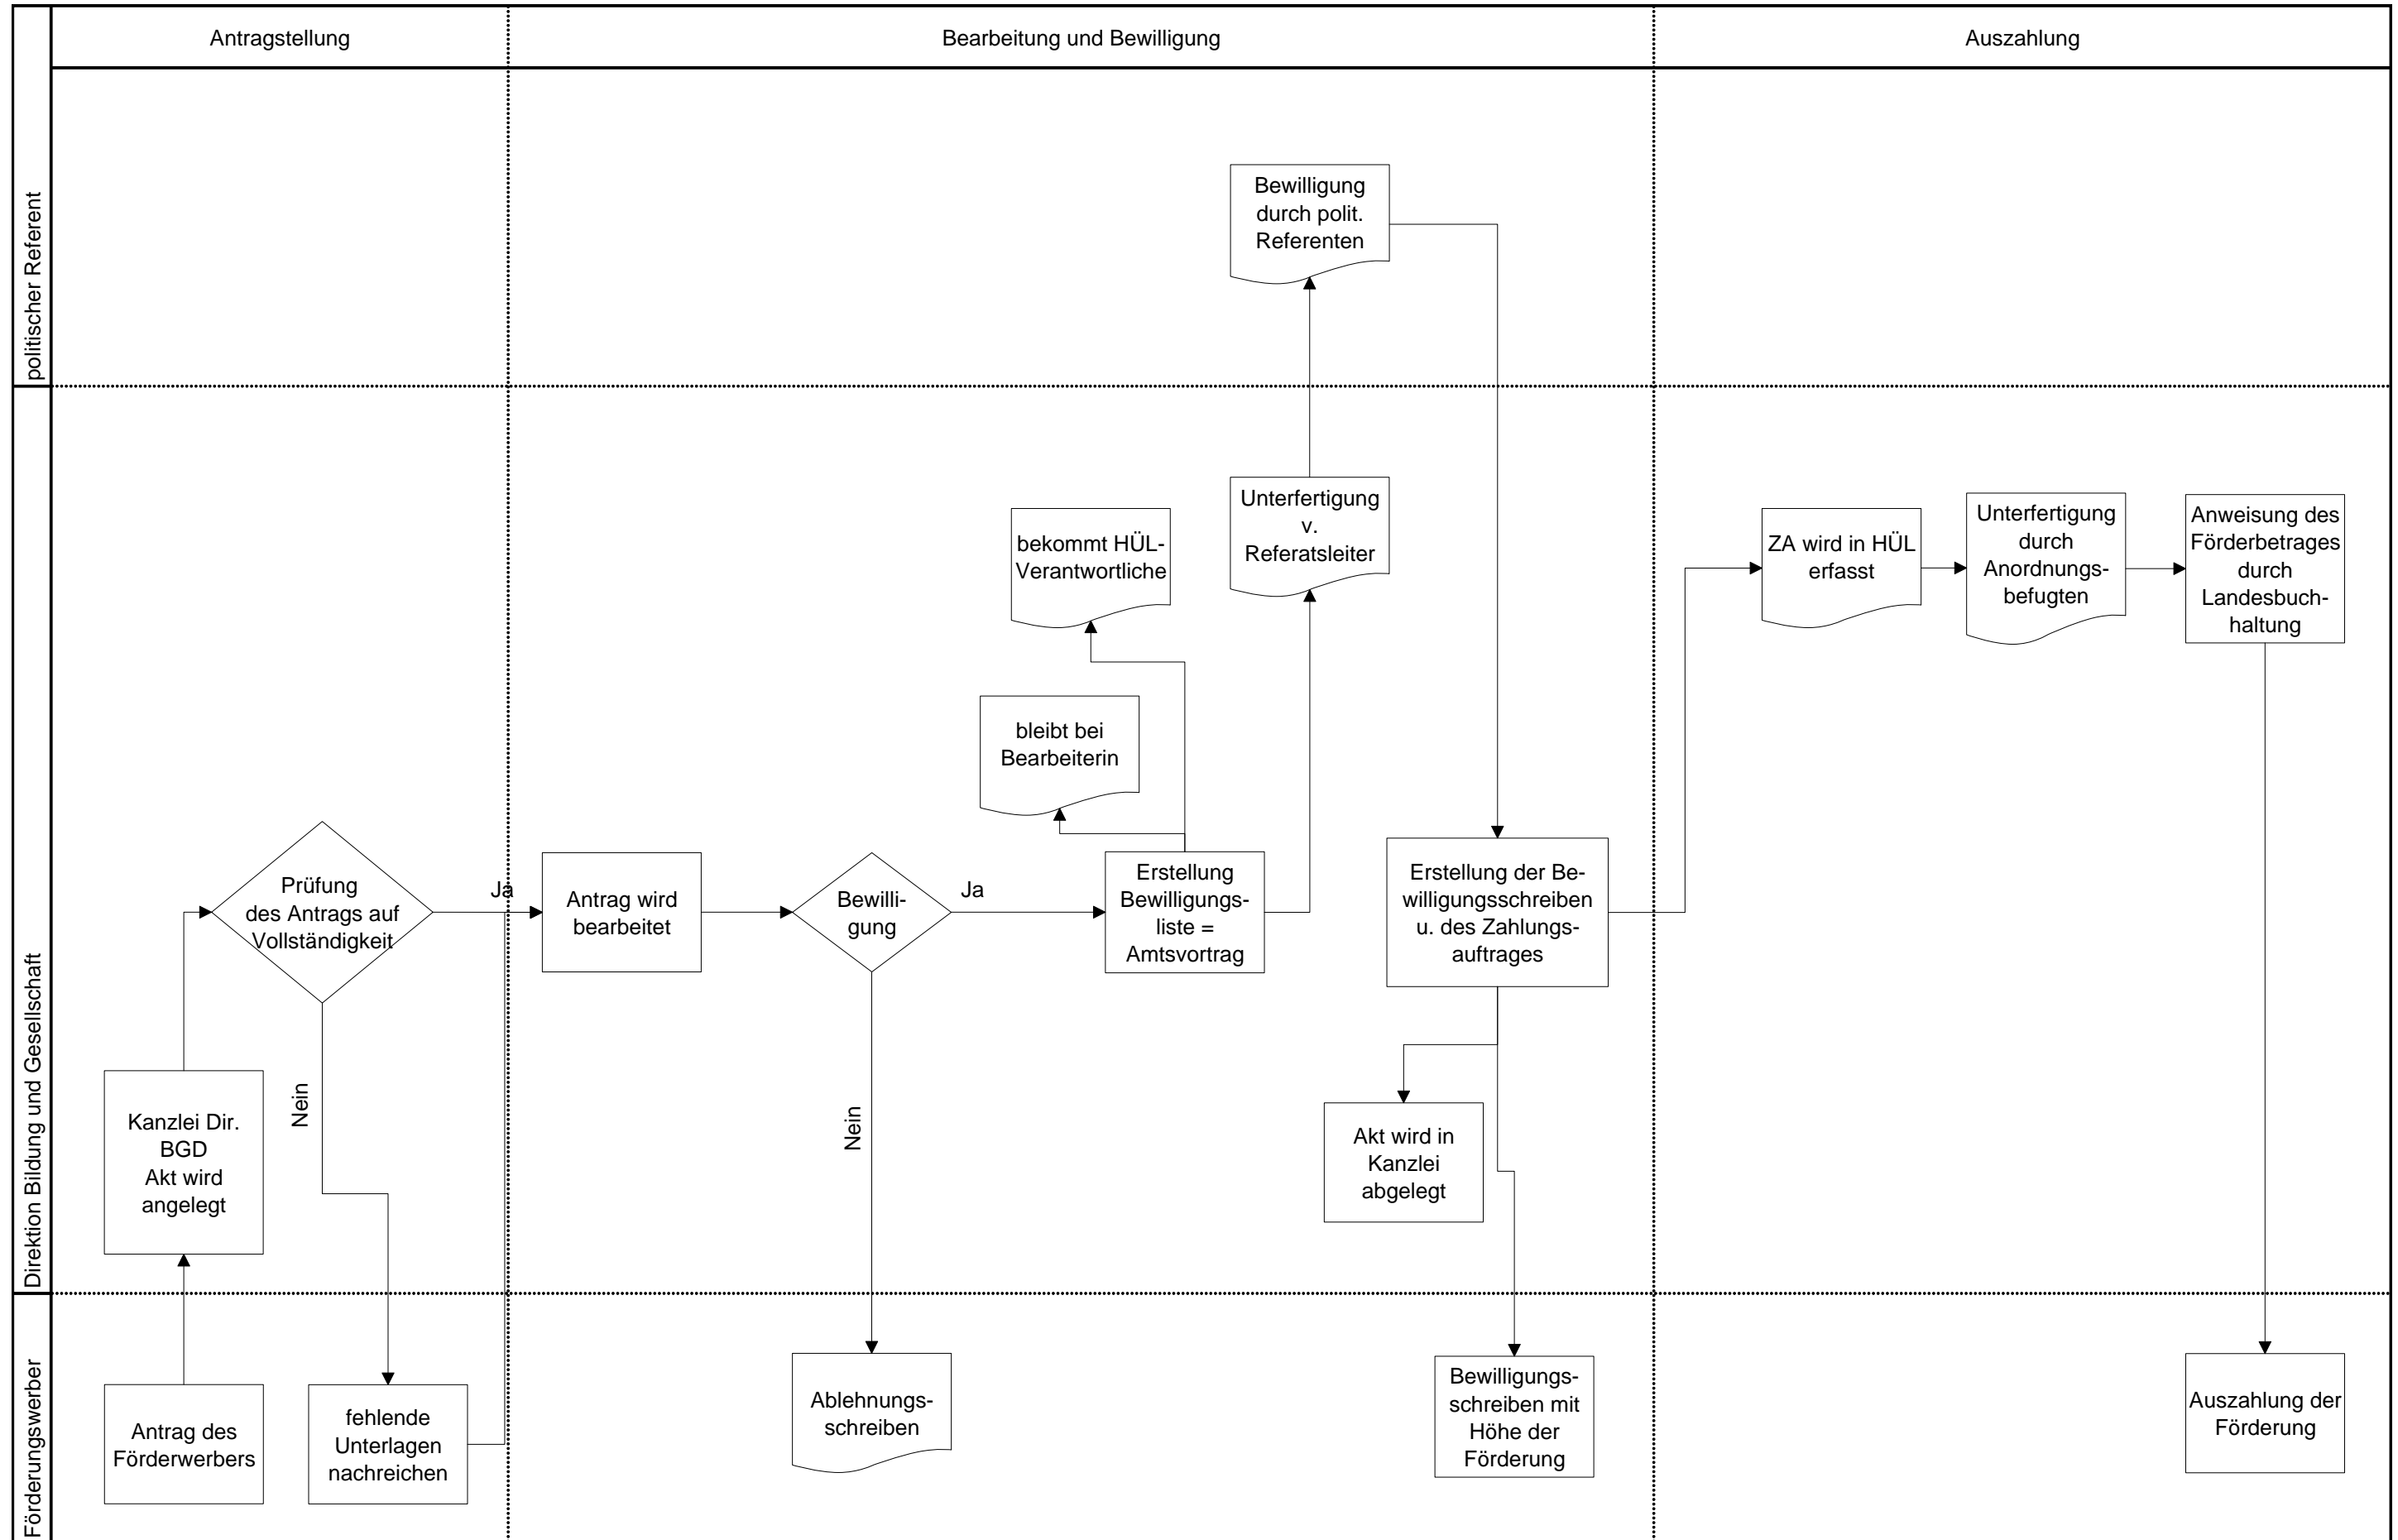 Antragstellung
Bearbeitung und Bewilligung
Auszahlung
politischer Referent
Bewilligung
durch polit.
Referenten
Direktion Bildung und Gesellschaft
Unterfertigung
v.
Referatsleiter
bekommt HÜL-
Verantwortliche
bleibt bei
Bearbeiterin
ZA wird in HÜL
erfasst
Unterfertigung
durch
Anordnungs-
befugten
Anweisung des
Förderbetrages
durch
Landesbuch-
haltung
Prüfung
des Antrags auf
Vollständigkeit
Ja
Antrag wird
bearbeitet
Bewilli-
gung
Ja
Erstellung
Bewilligungs-
liste =
Amtsvortrag
Erstellung der Be-
willigungsschreiben
u. des Zahlungs-
auftrages
Kanzlei Dir.
BGD
Akt wird
angelegt
Nein
Nein
Akt wird in
Kanzlei
abgelegt
Förderungswerber
Antrag des
Förderwerbers
fehlende
Unterlagen
nachreichen
Ablehnungs-
schreiben
Bewilligungs-
schreiben mit
Höhe der
Förderung
Auszahlung der
Förderung